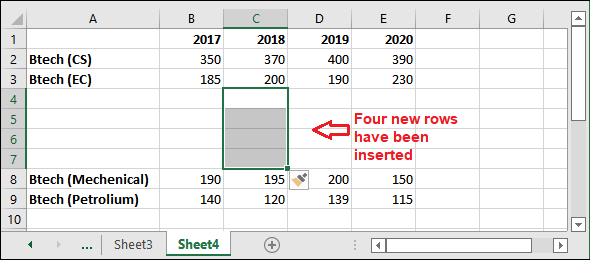 A B C D E F G
1 2017 2018 2019 2020
2 Btech (CS) 350 370 400 390
3 Btech (EC) 185 200 190 230
4
5 Four new rows
6 have been
7 inserted
8 Btech (Mechenical) 190 195 200 150
9 Btech (Petrolium) 140 120 139 115
10
... Sheet3 Sheet4